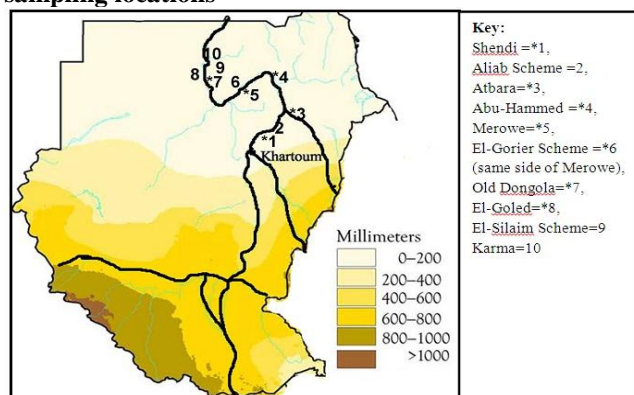 sampling locations
10
9
8 *7
6
*5
*4
*3
2
*1
Khartoum
Millimeters
0–200
200–400
400–600
600–800
800–1000
>1000
Key:
Shendi =*1,
Aliab Scheme =2,
Atbara=*3,
Abu-Hammed =*4,
Merowe=*5,
El-Gorier Scheme =*6
(same side of Merowe),
Old Dongola=*7,
El-Goled=*8,
El-Silaim Scheme=9
Karma=10